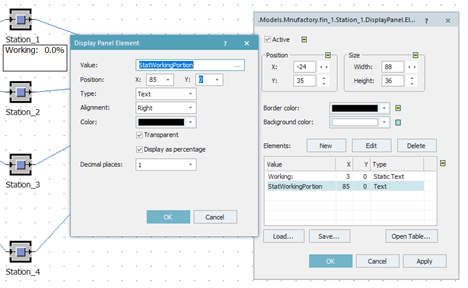 Station_1
Working: 0.0%
Station_2
Station_3
Station_4
Display Panel Element ? ×
Value: StatWorkingPortion ...
Position: X: 85 Y: 0
Type: Text
Alignment: Right
Color:
Transparent
Display as percentage
Decimal places: 1
OK Cancel
.Models.Mnufactory.fin_1.Station_1.DisplayPanel.El... ? ×
Active
Position Size
X: -24 Width: 88
Y: 35 Height: 36
Border color:
Background color:
Elements: New Edit Delete
Value X Y Type
Working: 3 0 Static Text
StatWorkingPortion 85 0 Text
Load... Save... Open Table...
OK Cancel Apply